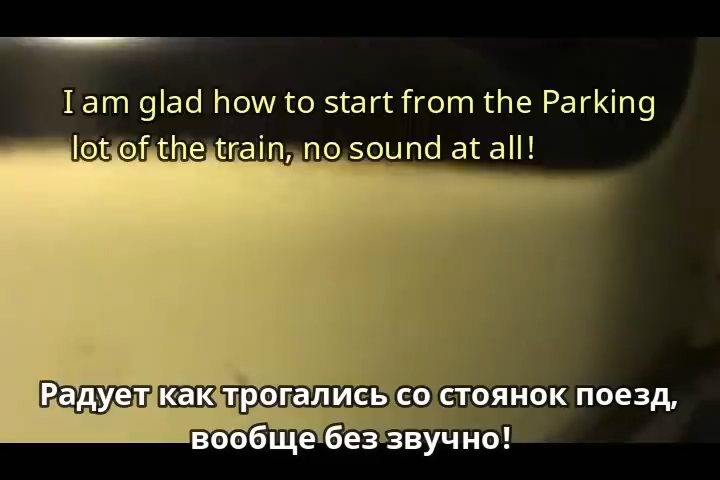 I am glad how to start from the Parking
lot of the train, no sound at all!
Радует как трогались со стоянок поезд,
вообще без звучно!